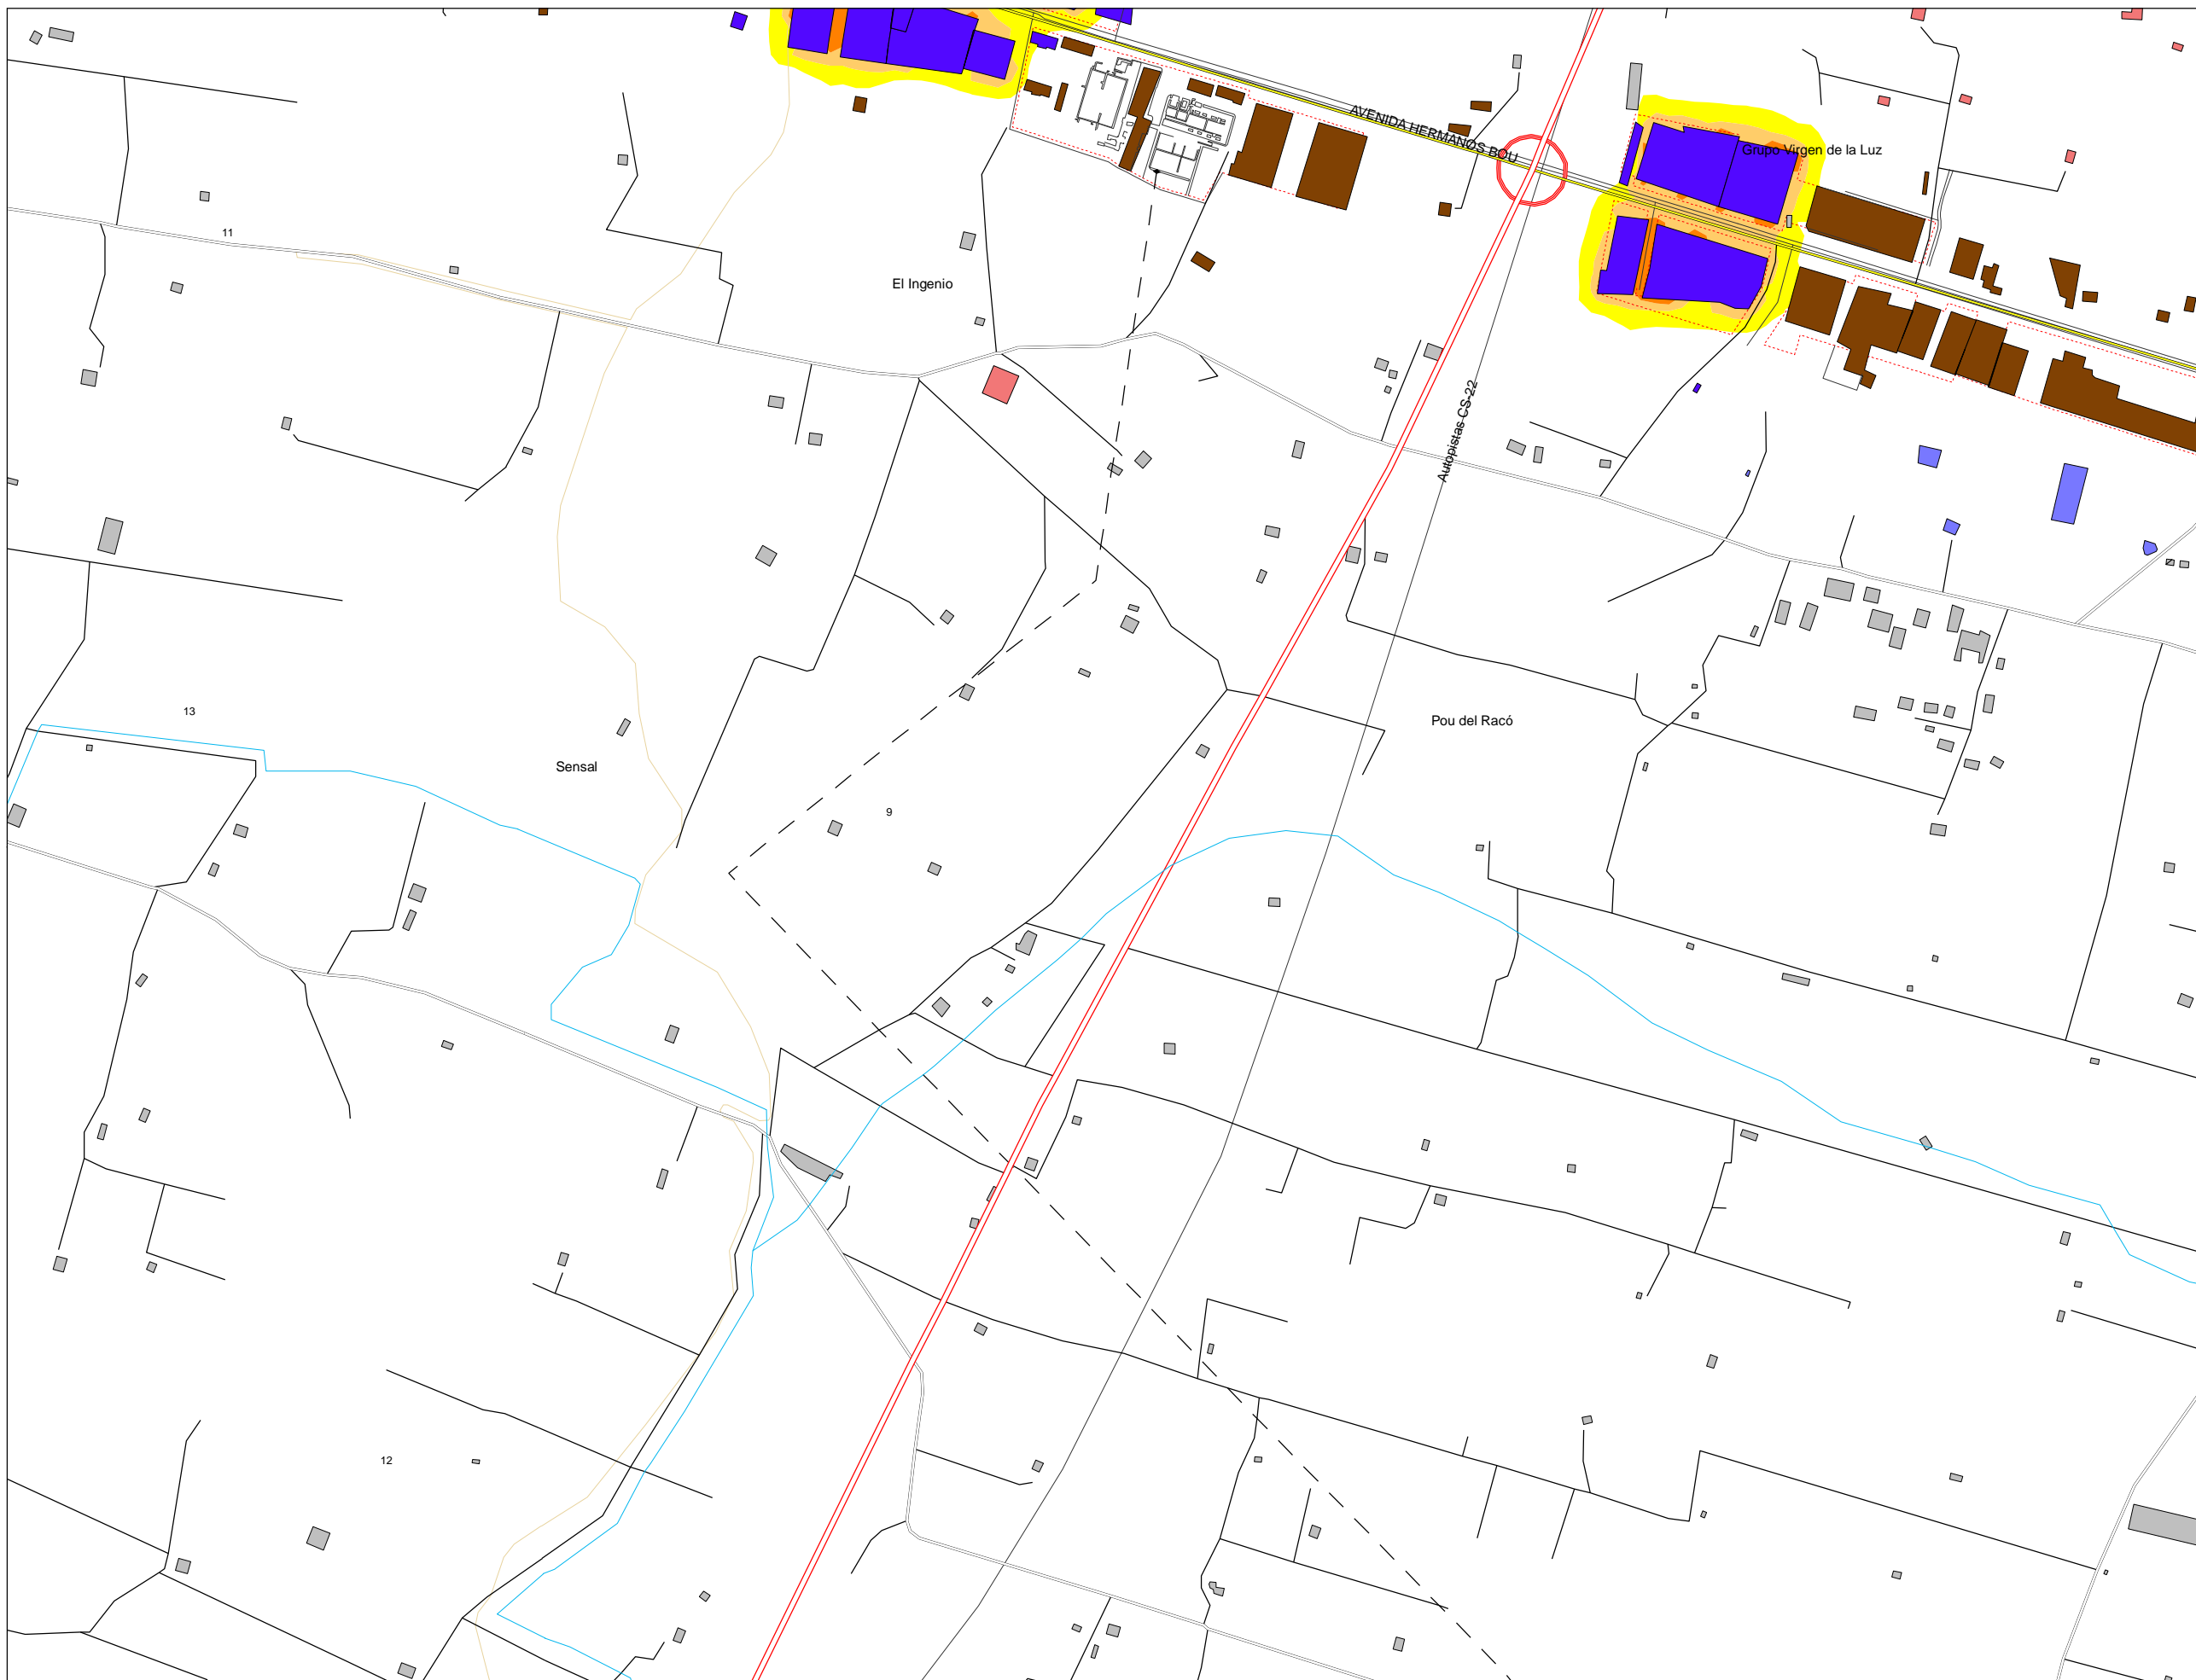 AVENIDA HERMANOS BOU
Grupo Virgen de la Luz
11
El Ingenio
Autopistas CS-22
13
Pou del Racó
Sensal
9
12